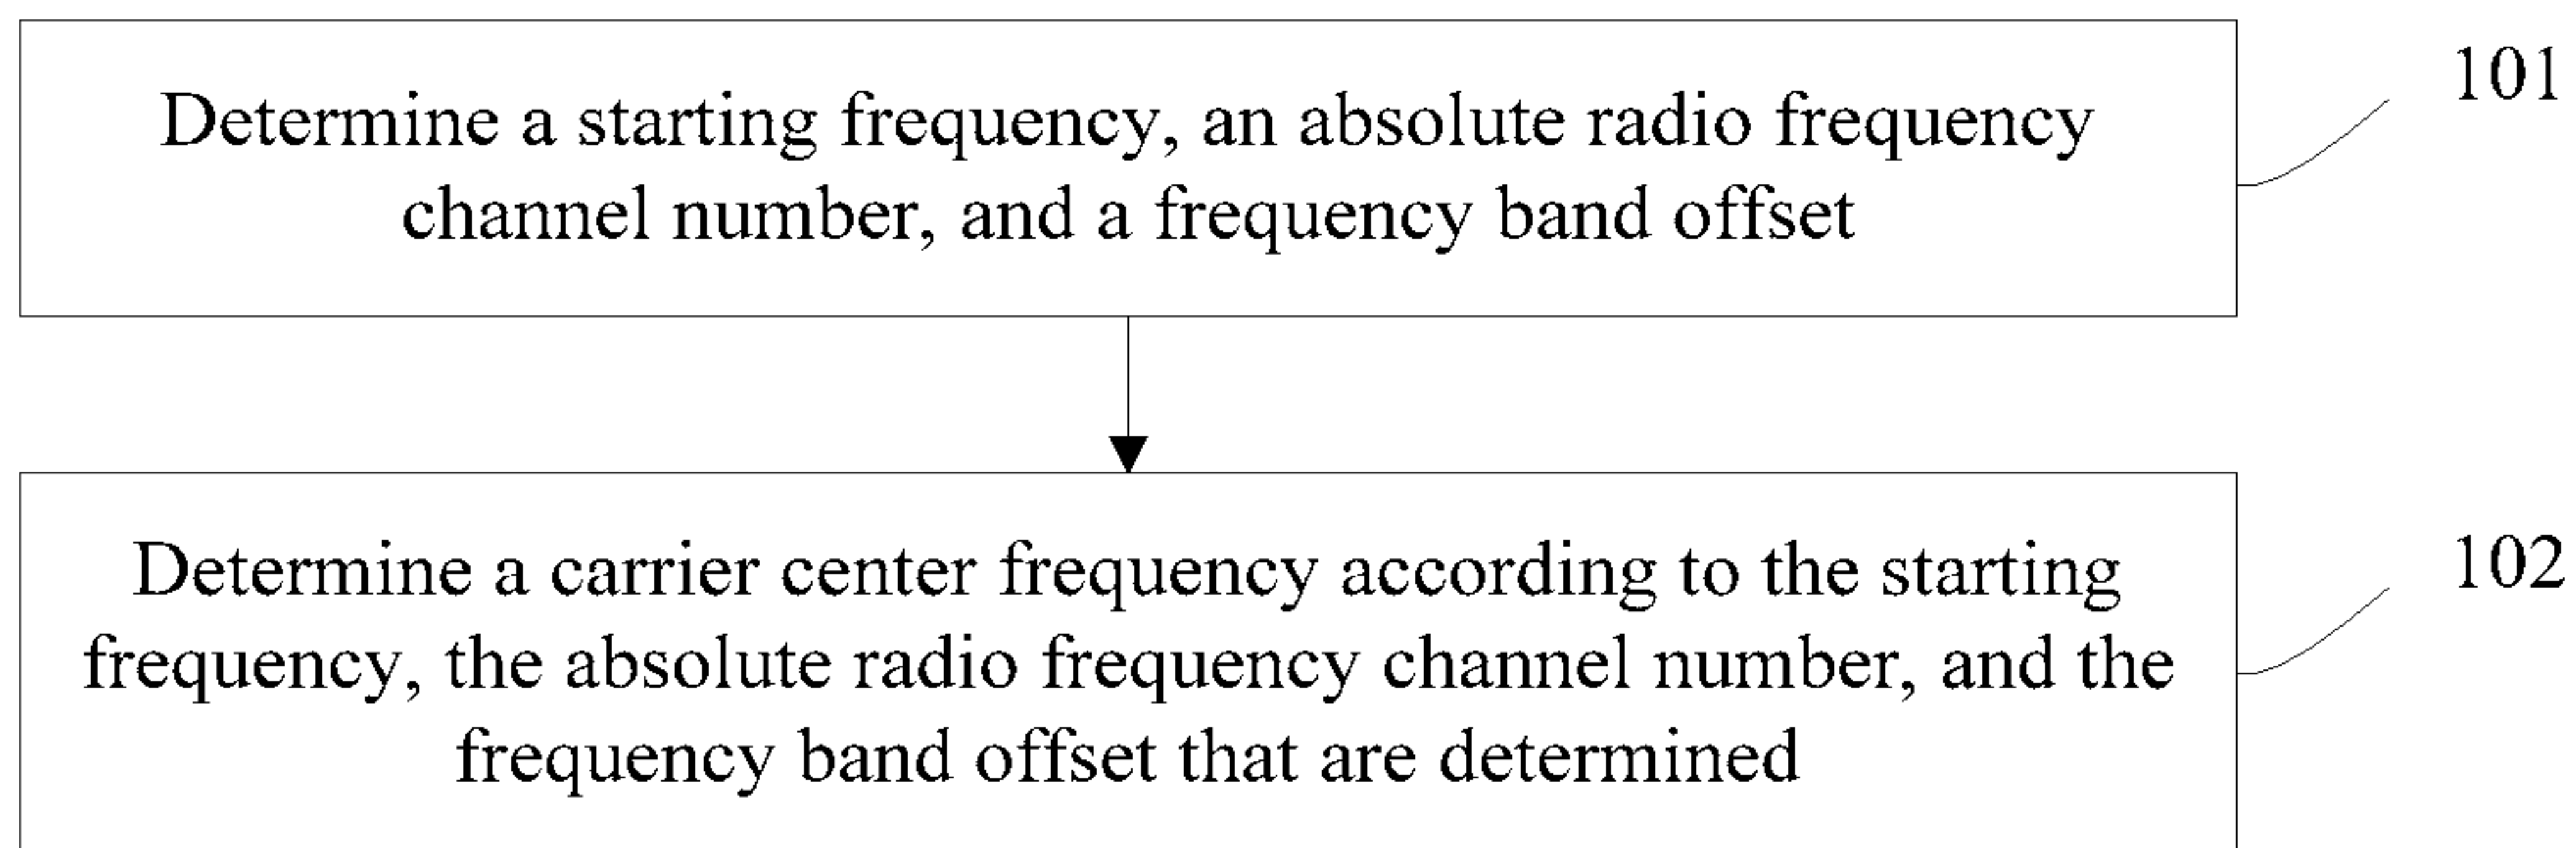 Determine a starting frequency, an absolute radio frequency
channel number, and a frequency band offset
101
Determine a carrier center frequency according to the starting
frequency, the absolute radio frequency channel number, and the
frequency band offset that are determined
102